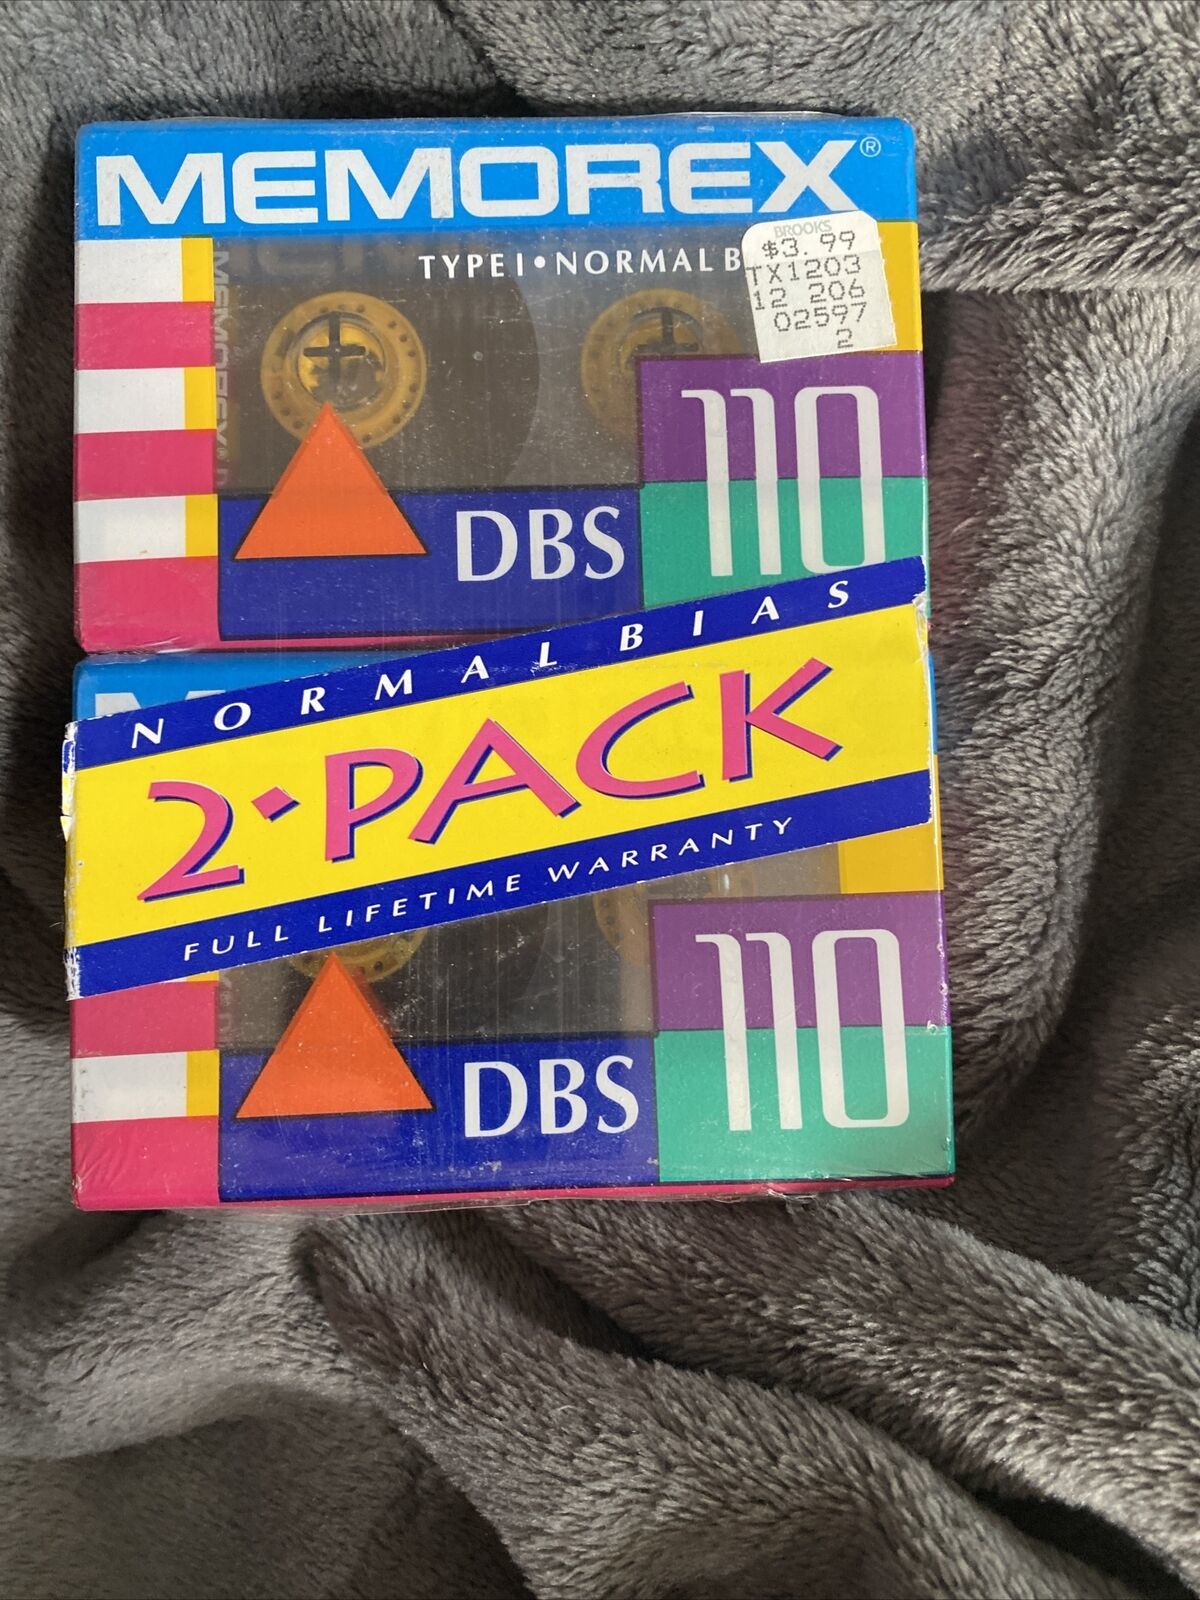 MEMOREX®
TYPE I • NORMAL B
BROOKS
$3.99
TX1203
12 206
02597
2
MEMOREX
110
DBS
NORMAL BIAS
2·PACK
FULL LIFETIME WARRANTY
110
DBS